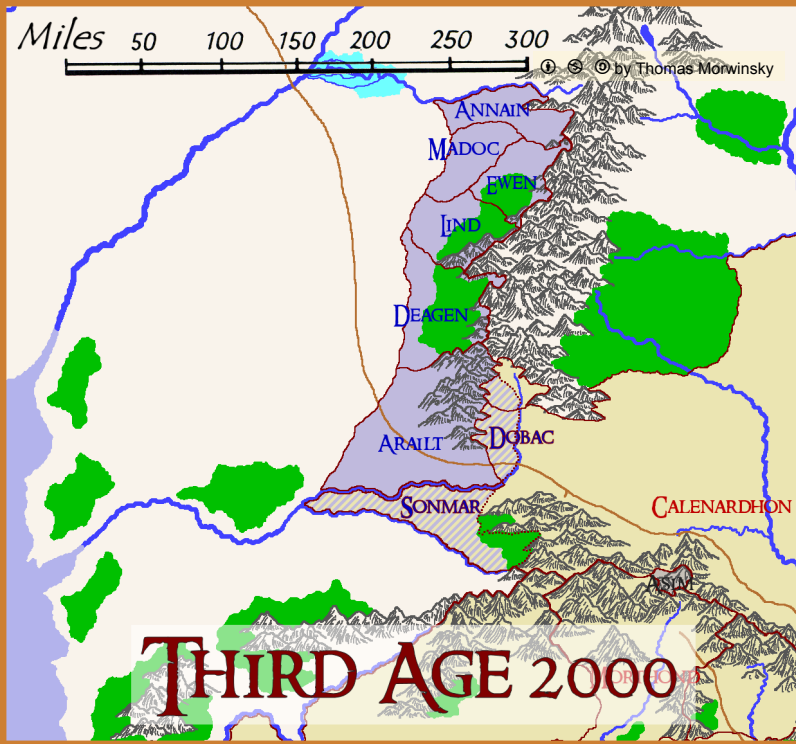 Miles 50 100 150 200 250 300
by Thomas Morwinsky
ANNAIN
MADOC
EWEN
LIND
DEAGEN
ARAILT
DOBAC
SONMAR
CALENARDHON
THIRD AGE 2000